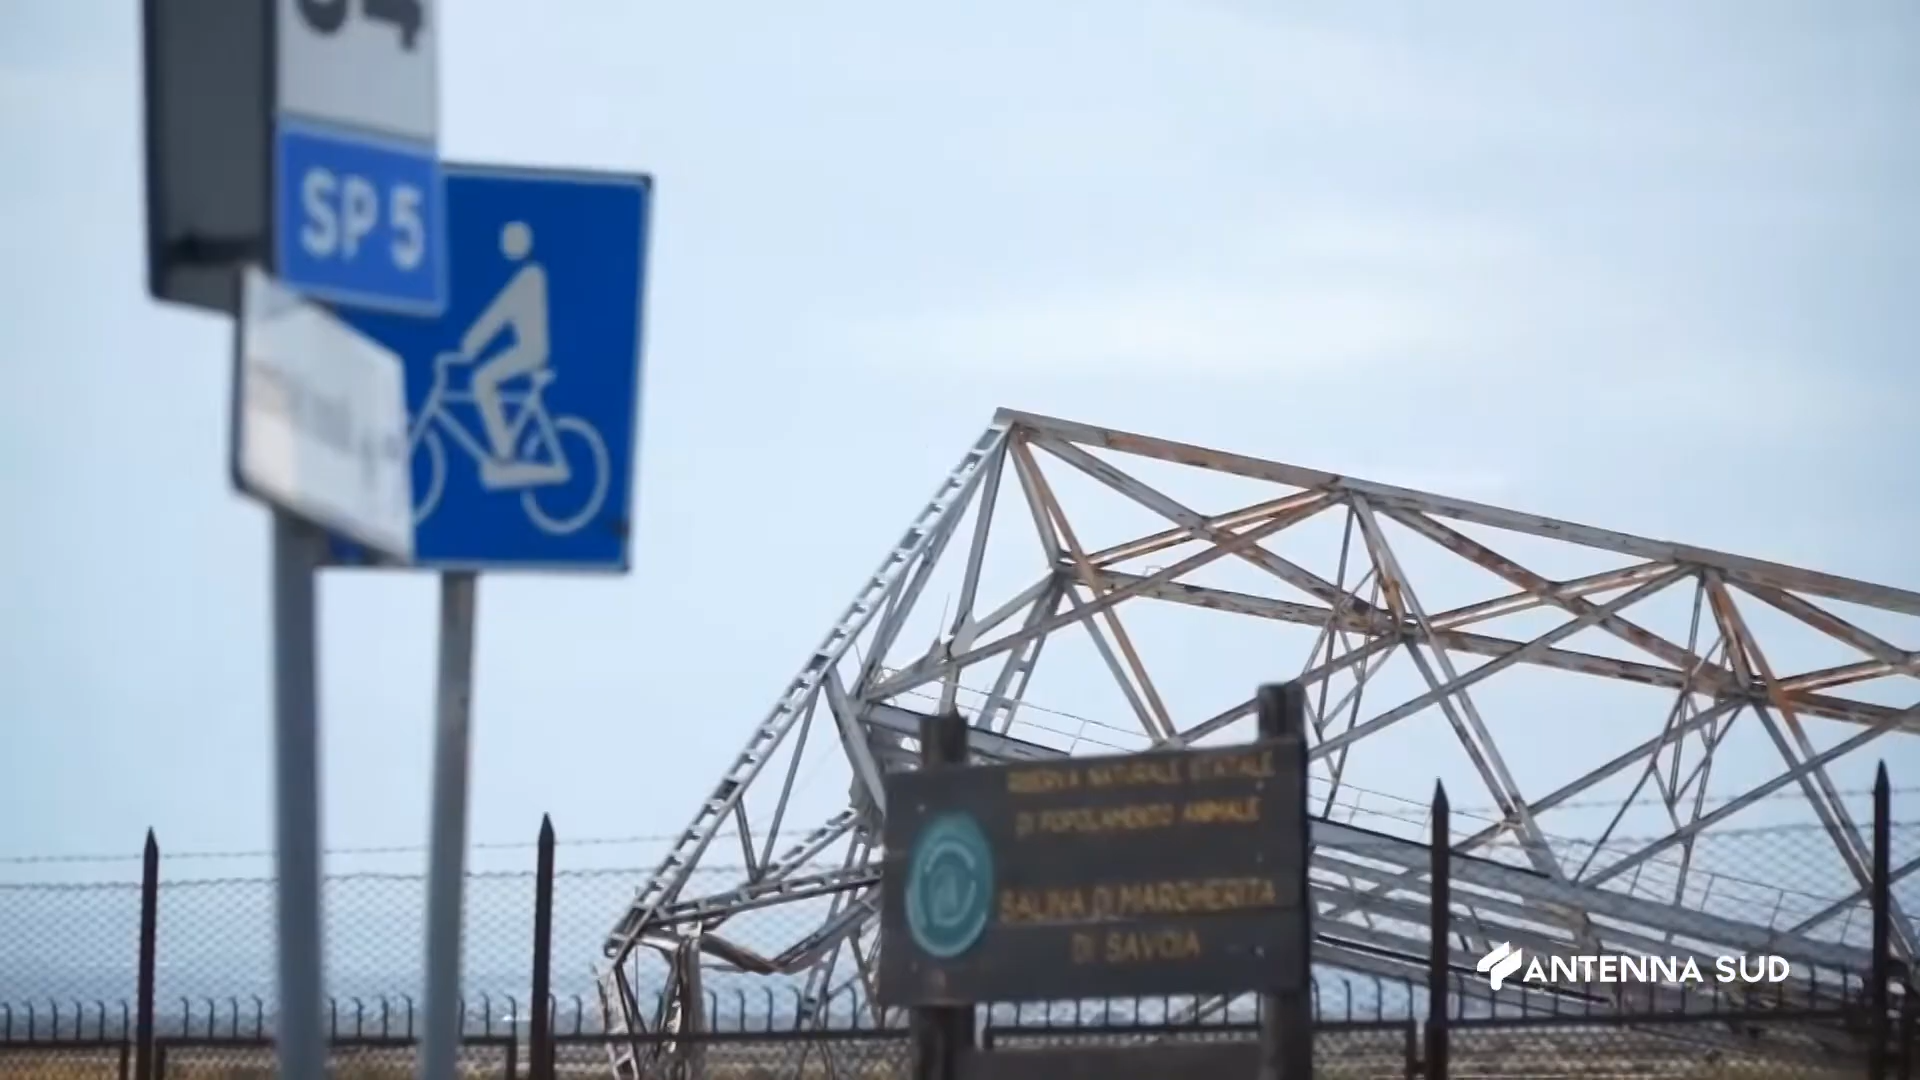 SP 5
RISERVA NATURALE STATALE
DI POPOLAMENTO ANIMALE
SALINA DI MARGHERITA
DI SAVOIA
ANTENNA SUD